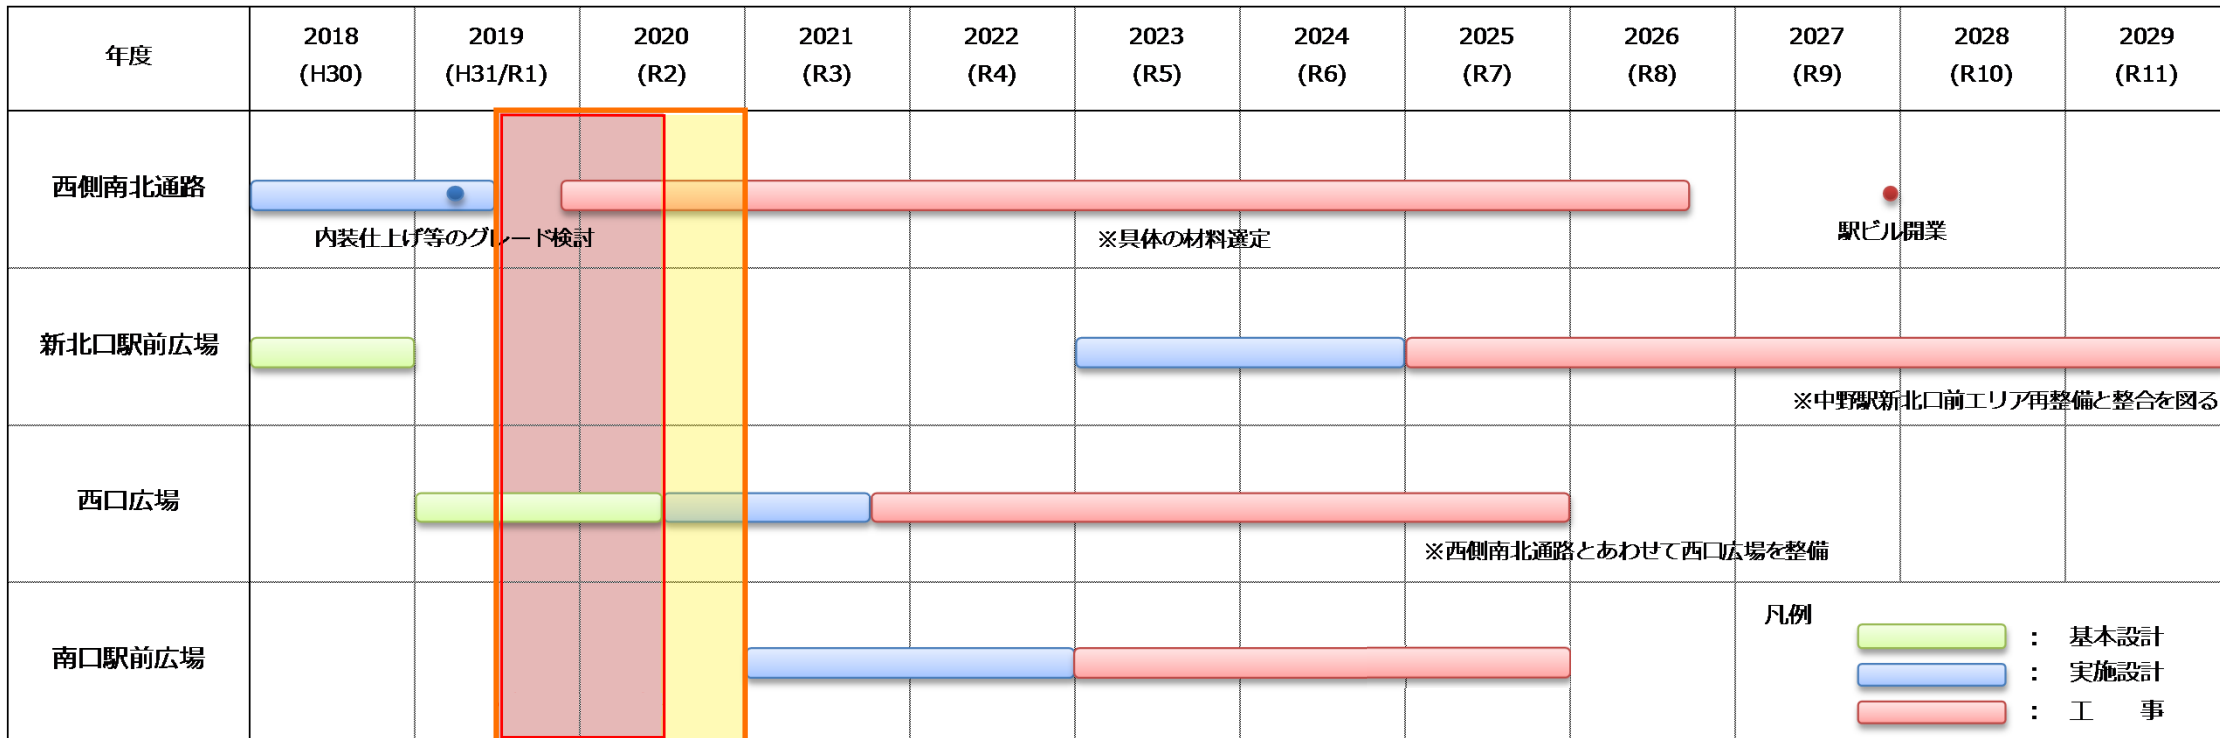 年度
2018
(H30)
2019
(H31/R1)
2020
(R2)
2021
(R3)
2022
(R4)
2023
(R5)
2024
(R6)
2025
(R7)
2026
(R8)
2027
(R9)
2028
(R10)
2029
(R11)
西側南北通路
内装仕上げ等のグレード検討
※具体の材料選定
駅ビル開業
新北口駅前広場
※中野駅新北口前エリア再整備と整合を図る
西口広場
※西側南北通路とあわせて西口広場を整備
南口駅前広場
凡例
： 基本設計
： 実施設計
： 工　事